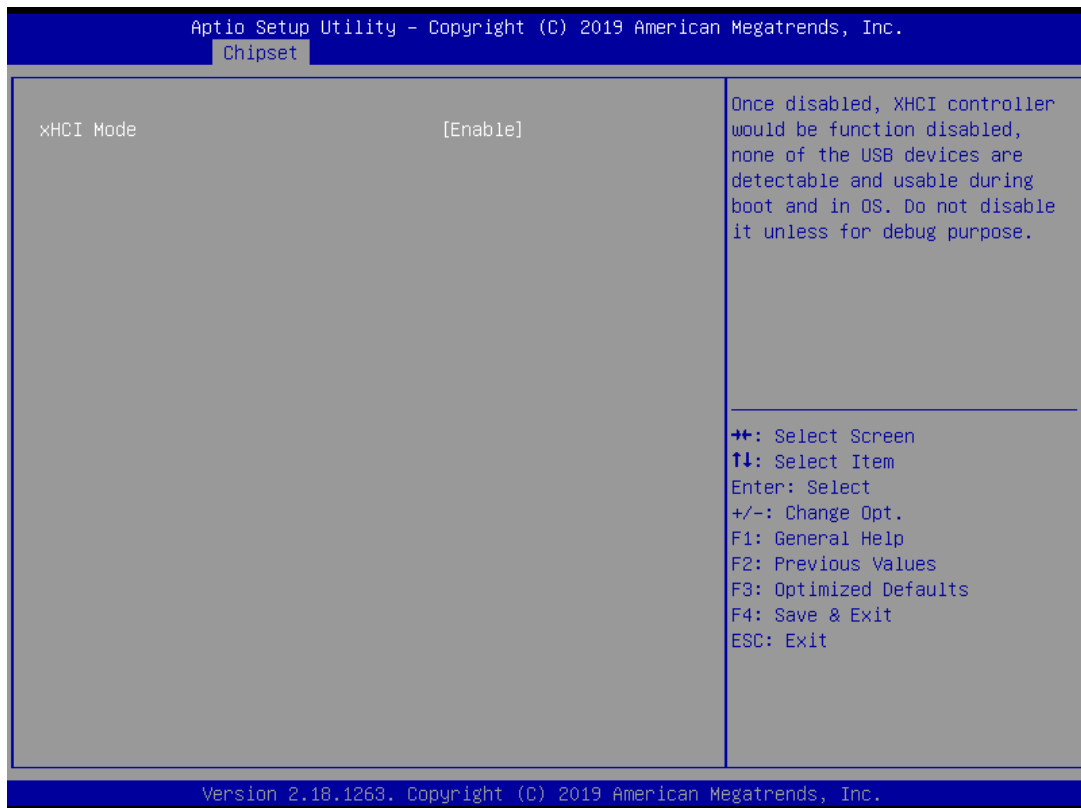 Aptio Setup Utility – Copyright (C) 2019 American Megatrends, Inc.
Chipset
xHCI Mode [Enable]
Once disabled, XHCI controller
would be function disabled,
none of the USB devices are
detectable and usable during
boot and in OS. Do not disable
it unless for debug purpose.
→←: Select Screen
↑↓: Select Item
Enter: Select
+/-: Change Opt.
F1: General Help
F2: Previous Values
F3: Optimized Defaults
F4: Save & Exit
ESC: Exit
Version 2.18.1263. Copyright (C) 2019 American Megatrends, Inc.